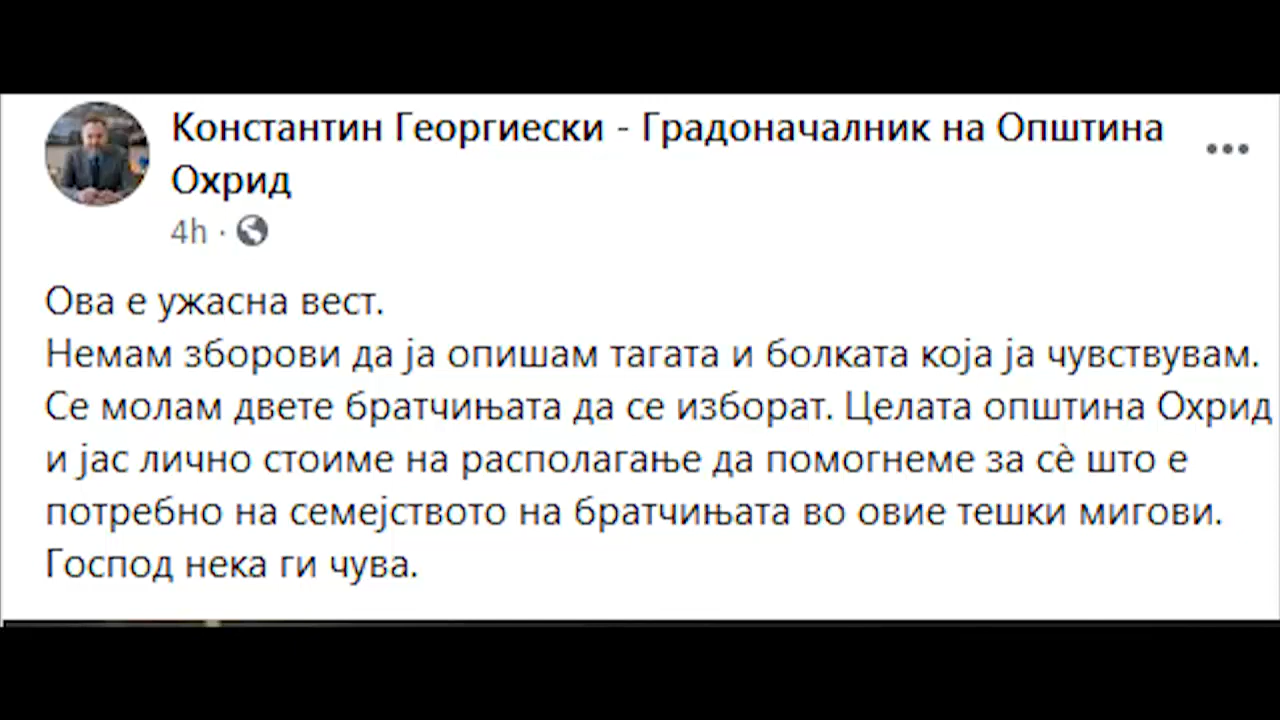 Константин Георгиески - Градоначалник на Општина
Охрид
4h ·
Ова е ужасна вест.
Немам зборови да ја опишам тагата и болката која ја чувствувам.
Се молам двете братчињата да се изборат. Целата општина Охрид
и јас лично стоиме на располагање да помогнеме за сѐ што е
потребно на семејството на братчињата во овие тешки мигови.
Господ нека ги чува.